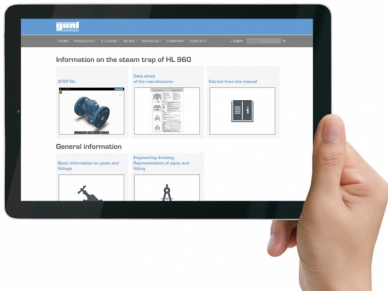 gunt
HOME PRODUCTS E-LEARN NEWS SERVICES COMPANY CONTACT english
Information on the steam trap of HL 960
STEP file
Data sheet
of the manufacturer
Extract from the manual
General information
Basic information on pipes and
fittings
Engineering drawing:
Representation of pipes and
fitting